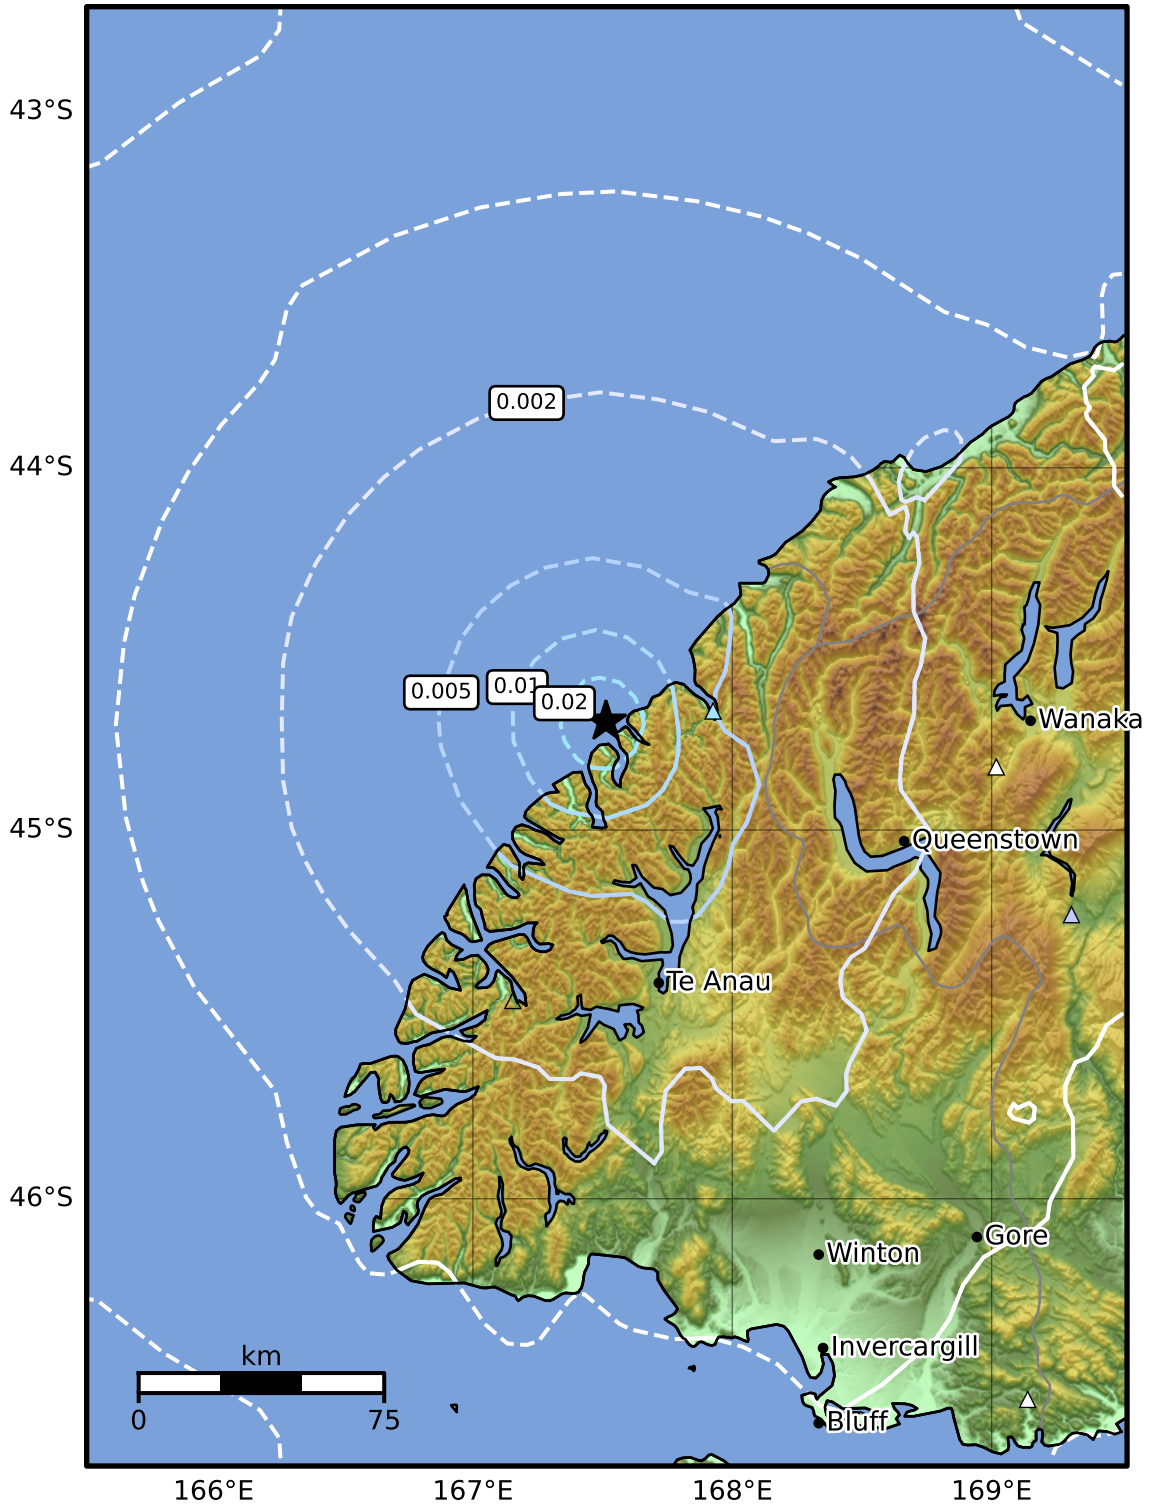 43°S
0.002
44°S
0.005
0.01
0.02
Wanaka
45°S
Queenstown
Te Anau
46°S
Gore
Winton
Invercargill
km
0
75
Bluff
166°E
167°E
168°E
169°E